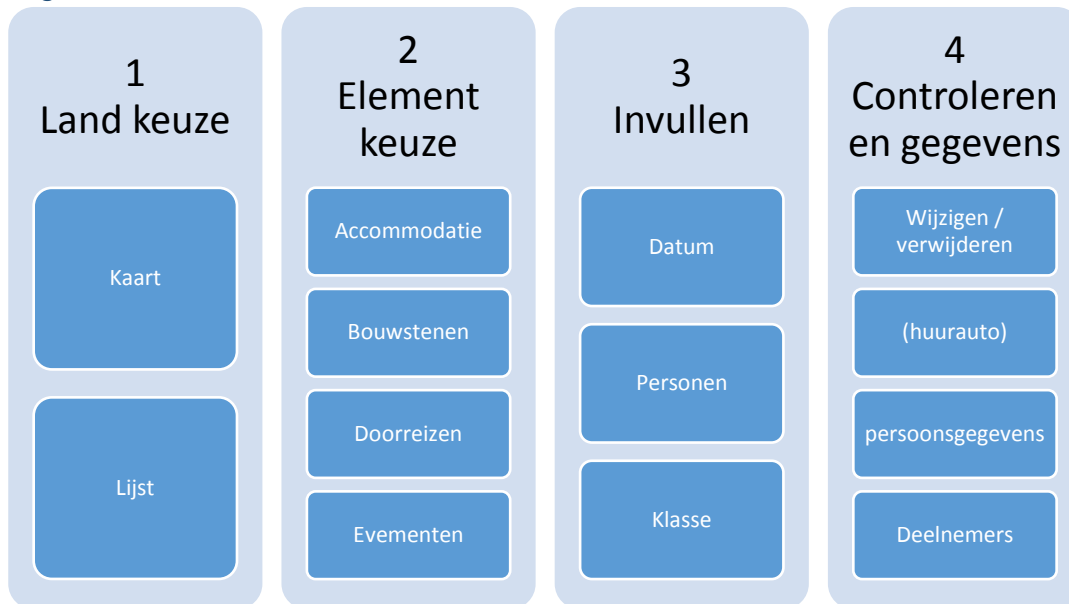 1
Land keuze
Kaart
Lijst
2
Element
keuze
Accommodatie
Bouwstenen
Doorreizen
Evementen
3
Invullen
Datum
Personen
Klasse
4
Controleren
en gegevens
Wijzigen /
verwijderen
(huurauto)
persoonsgegevens
Deelnemers